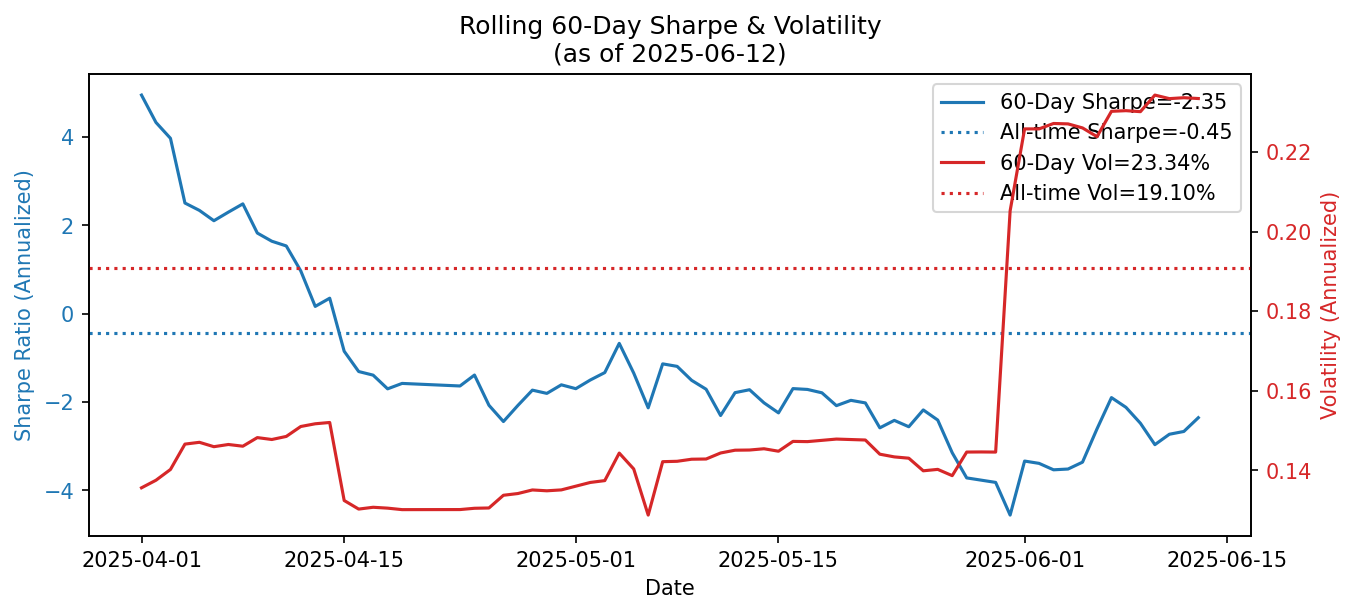 Rolling 60-Day Sharpe & Volatility
(as of 2025-06-12)
60-Day Sharpe=-2.35
All-time Sharpe=-0.45
60-Day Vol=23.34%
All-time Vol=19.10%
Sharpe Ratio (Annualized)
4
2
0
−2
−4
0.22
0.20
0.18
0.16
0.14
Volatility (Annualized)
2025-04-01
2025-04-15
2025-05-01
2025-05-15
2025-06-01
2025-06-15
Date